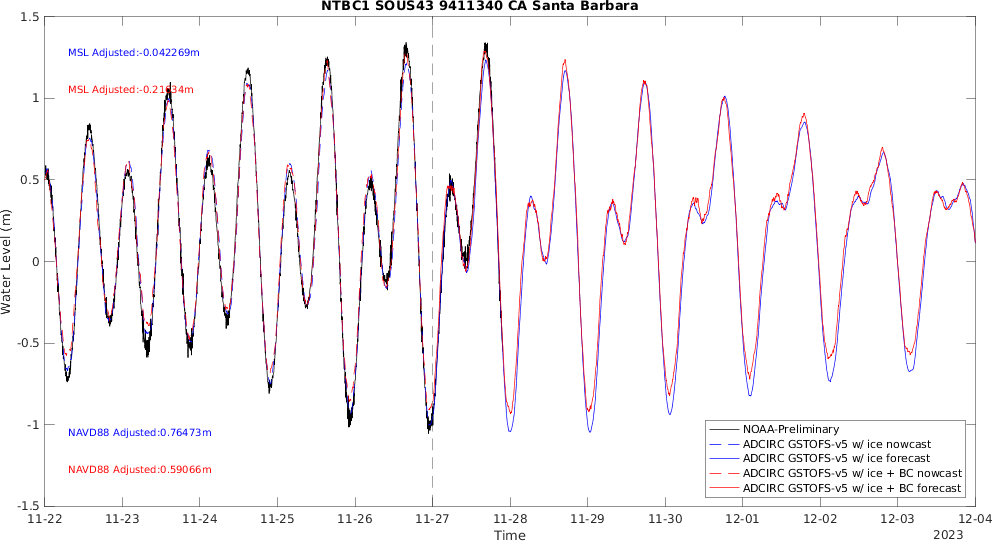 NTBC1 SOUS43 9411340 CA Santa Barbara
1.5
1
0.5
0
-0.5
-1
-1.5
Water Level (m)
MSL Adjusted:-0.042269m
MSL Adjusted:-0.21634m
NAVD88 Adjusted:0.76473m
NAVD88 Adjusted:0.59066m
NOAA-Preliminary
ADCIRC GSTOFS-v5 w/ ice nowcast
ADCIRC GSTOFS-v5 w/ ice forecast
ADCIRC GSTOFS-v5 w/ ice + BC nowcast
ADCIRC GSTOFS-v5 w/ ice + BC forecast
11-22
11-23
11-24
11-25
11-26
11-27
11-28
11-29
11-30
12-01
12-02
12-03
12-04
Time
2023